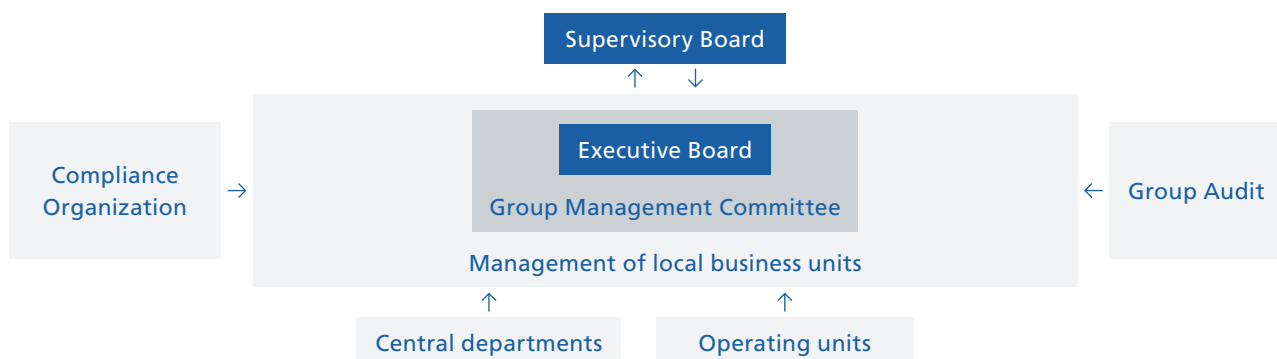 Supervisory Board
Executive Board
Group Management Committee
Management of local business units
Compliance
Organization
Group Audit
Central departments
Operating units